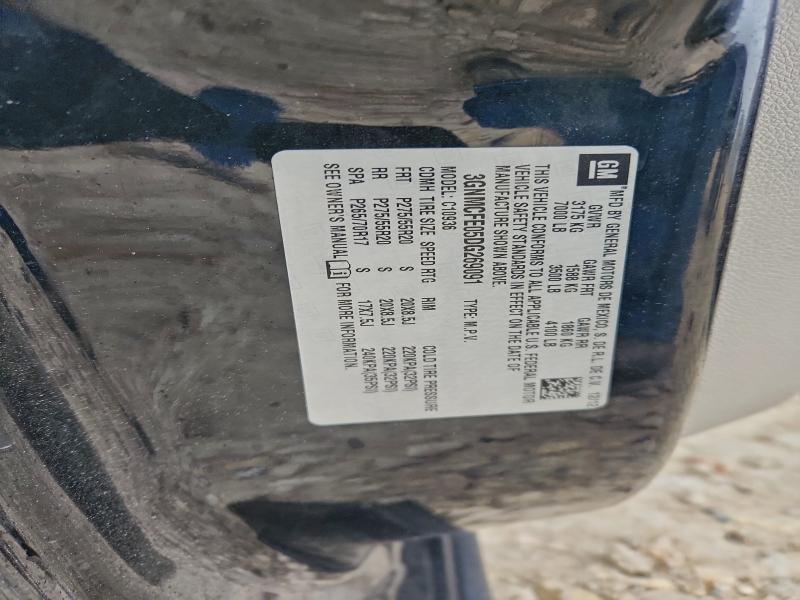 GM MFD BY GENERAL MOTORS DE MEXICO, S. DE R.L. DE C.V. 12/12
GVWR GAWR FRT GAWR RR
3175 KG 1588 KG 1860 KG
7000 LB 3500 LB 4100 LB
THIS VEHICLE CONFORMS TO ALL APPLICABLE U.S. FEDERAL MOTOR
VEHICLE SAFETY STANDARDS IN EFFECT ON THE DATE OF
MANUFACTURE SHOWN ABOVE.
3GNMCFE05DG269091 TYPE: M.P.V.
MODEL: C10936
CDMH TIRE SIZE SPEED RTG RIM COLD TIRE PRESSURE
FRT P275/55R20 S 20X8.5J 220KPA(32PSI)
RR P275/55R20 S 20X8.5J 220KPA(32PSI)
SPA P265/70R17 S 17X7.5J 240KPA(35PSI)
SEE OWNER'S MANUAL FOR MORE INFORMATION.